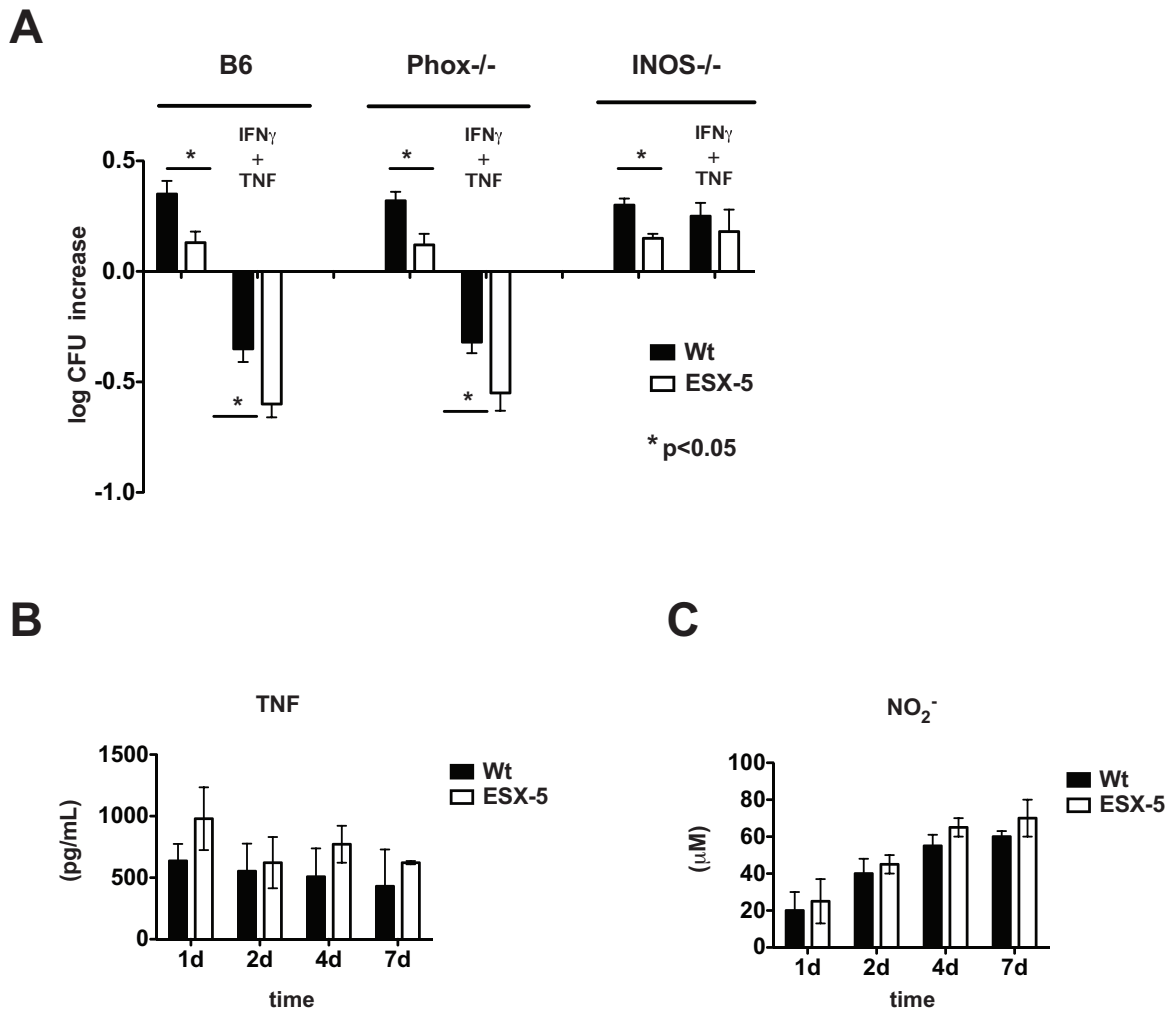 A
B6
Phox-/-
INOS-/-
IFNγ
+
TNF
IFNγ
+
TNF
IFNγ
+
TNF
*
*
*
0.5
0.0
-0.5
-1.0
log CFU increase
*
*
Wt
ESX-5
* p<0.05
B
TNF
1500
1000
500
0
(pg/mL)
1d 2d 4d 7d
time
Wt
ESX-5
C
NO₂⁻
100
80
60
40
20
0
(μM)
1d 2d 4d 7d
time
Wt
ESX-5